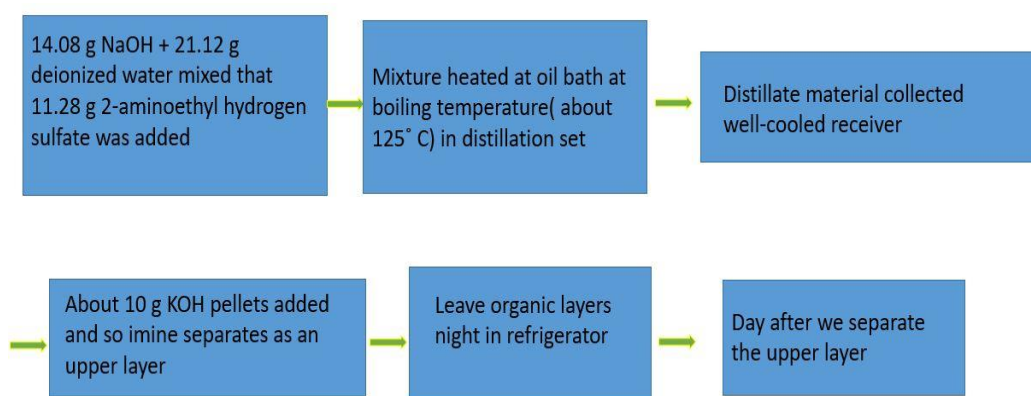 14.08 g NaOH + 21.12 g
deionized water mixed that
11.28 g 2-aminoethyl hydrogen
sulfate was added
Mixture heated at oil bath at
boiling temperature( about
125˚ C) in distillation set
Distillate material collected
well-cooled receiver
About 10 g KOH pellets added
and so imine separates as an
upper layer
Leave organic layers
night in refrigerator
Day after we separate
the upper layer